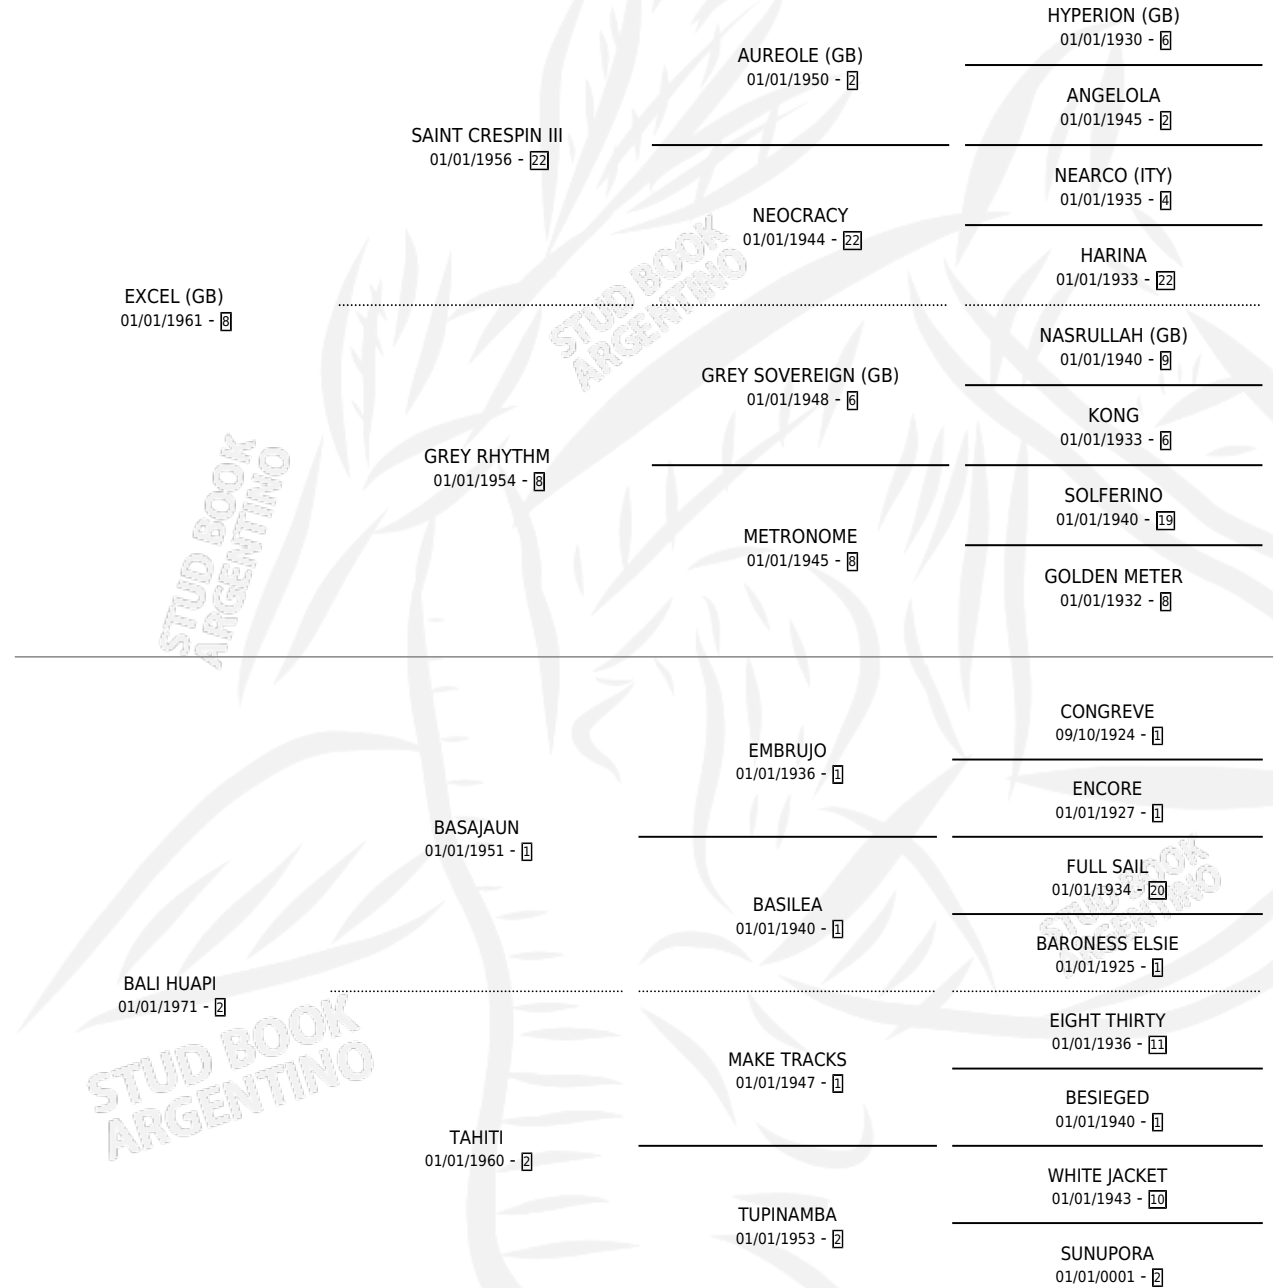 HYPERION (GB)
01/01/1930 - 6
AUREOLE (GB)
01/01/1950 - 2
ANGELOLA
01/01/1945 - 2
SAINT CRESPIN III
01/01/1956 - 22
NEARCO (ITY)
01/01/1935 - 4
NEOCRACY
01/01/1944 - 22
HARINA
01/01/1933 - 22
EXCEL (GB)
01/01/1961 - 8
NASRULLAH (GB)
01/01/1940 - 9
GREY SOVEREIGN (GB)
01/01/1948 - 6
KONG
01/01/1933 - 6
GREY RHYTHM
01/01/1954 - 8
SOLFERINO
01/01/1940 - 19
METRONOME
01/01/1945 - 8
GOLDEN METER
01/01/1932 - 8
CONGREVE
09/10/1924 - 1
EMBRUJO
01/01/1936 - 1
ENCORE
01/01/1927 - 1
BASAJAUN
01/01/1951 - 1
FULL SAIL
01/01/1934 - 20
BASILEA
01/01/1940 - 1
BARONESS ELSIE
01/01/1925 - 1
BALI HUAPI
01/01/1971 - 2
EIGHT THIRTY
01/01/1936 - 11
MAKE TRACKS
01/01/1947 - 1
BESIEGED
01/01/1940 - 1
TAHITI
01/01/1960 - 2
WHITE JACKET
01/01/1943 - 10
TUPINAMBA
01/01/1953 - 2
SUNUPORA
01/01/0001 - 2
STUD BOOK
ARGENTINO
STUD BOOK
ARGENTINO
STUD BOOK
ARGENTINO
STUD BOOK
ARGENTINO